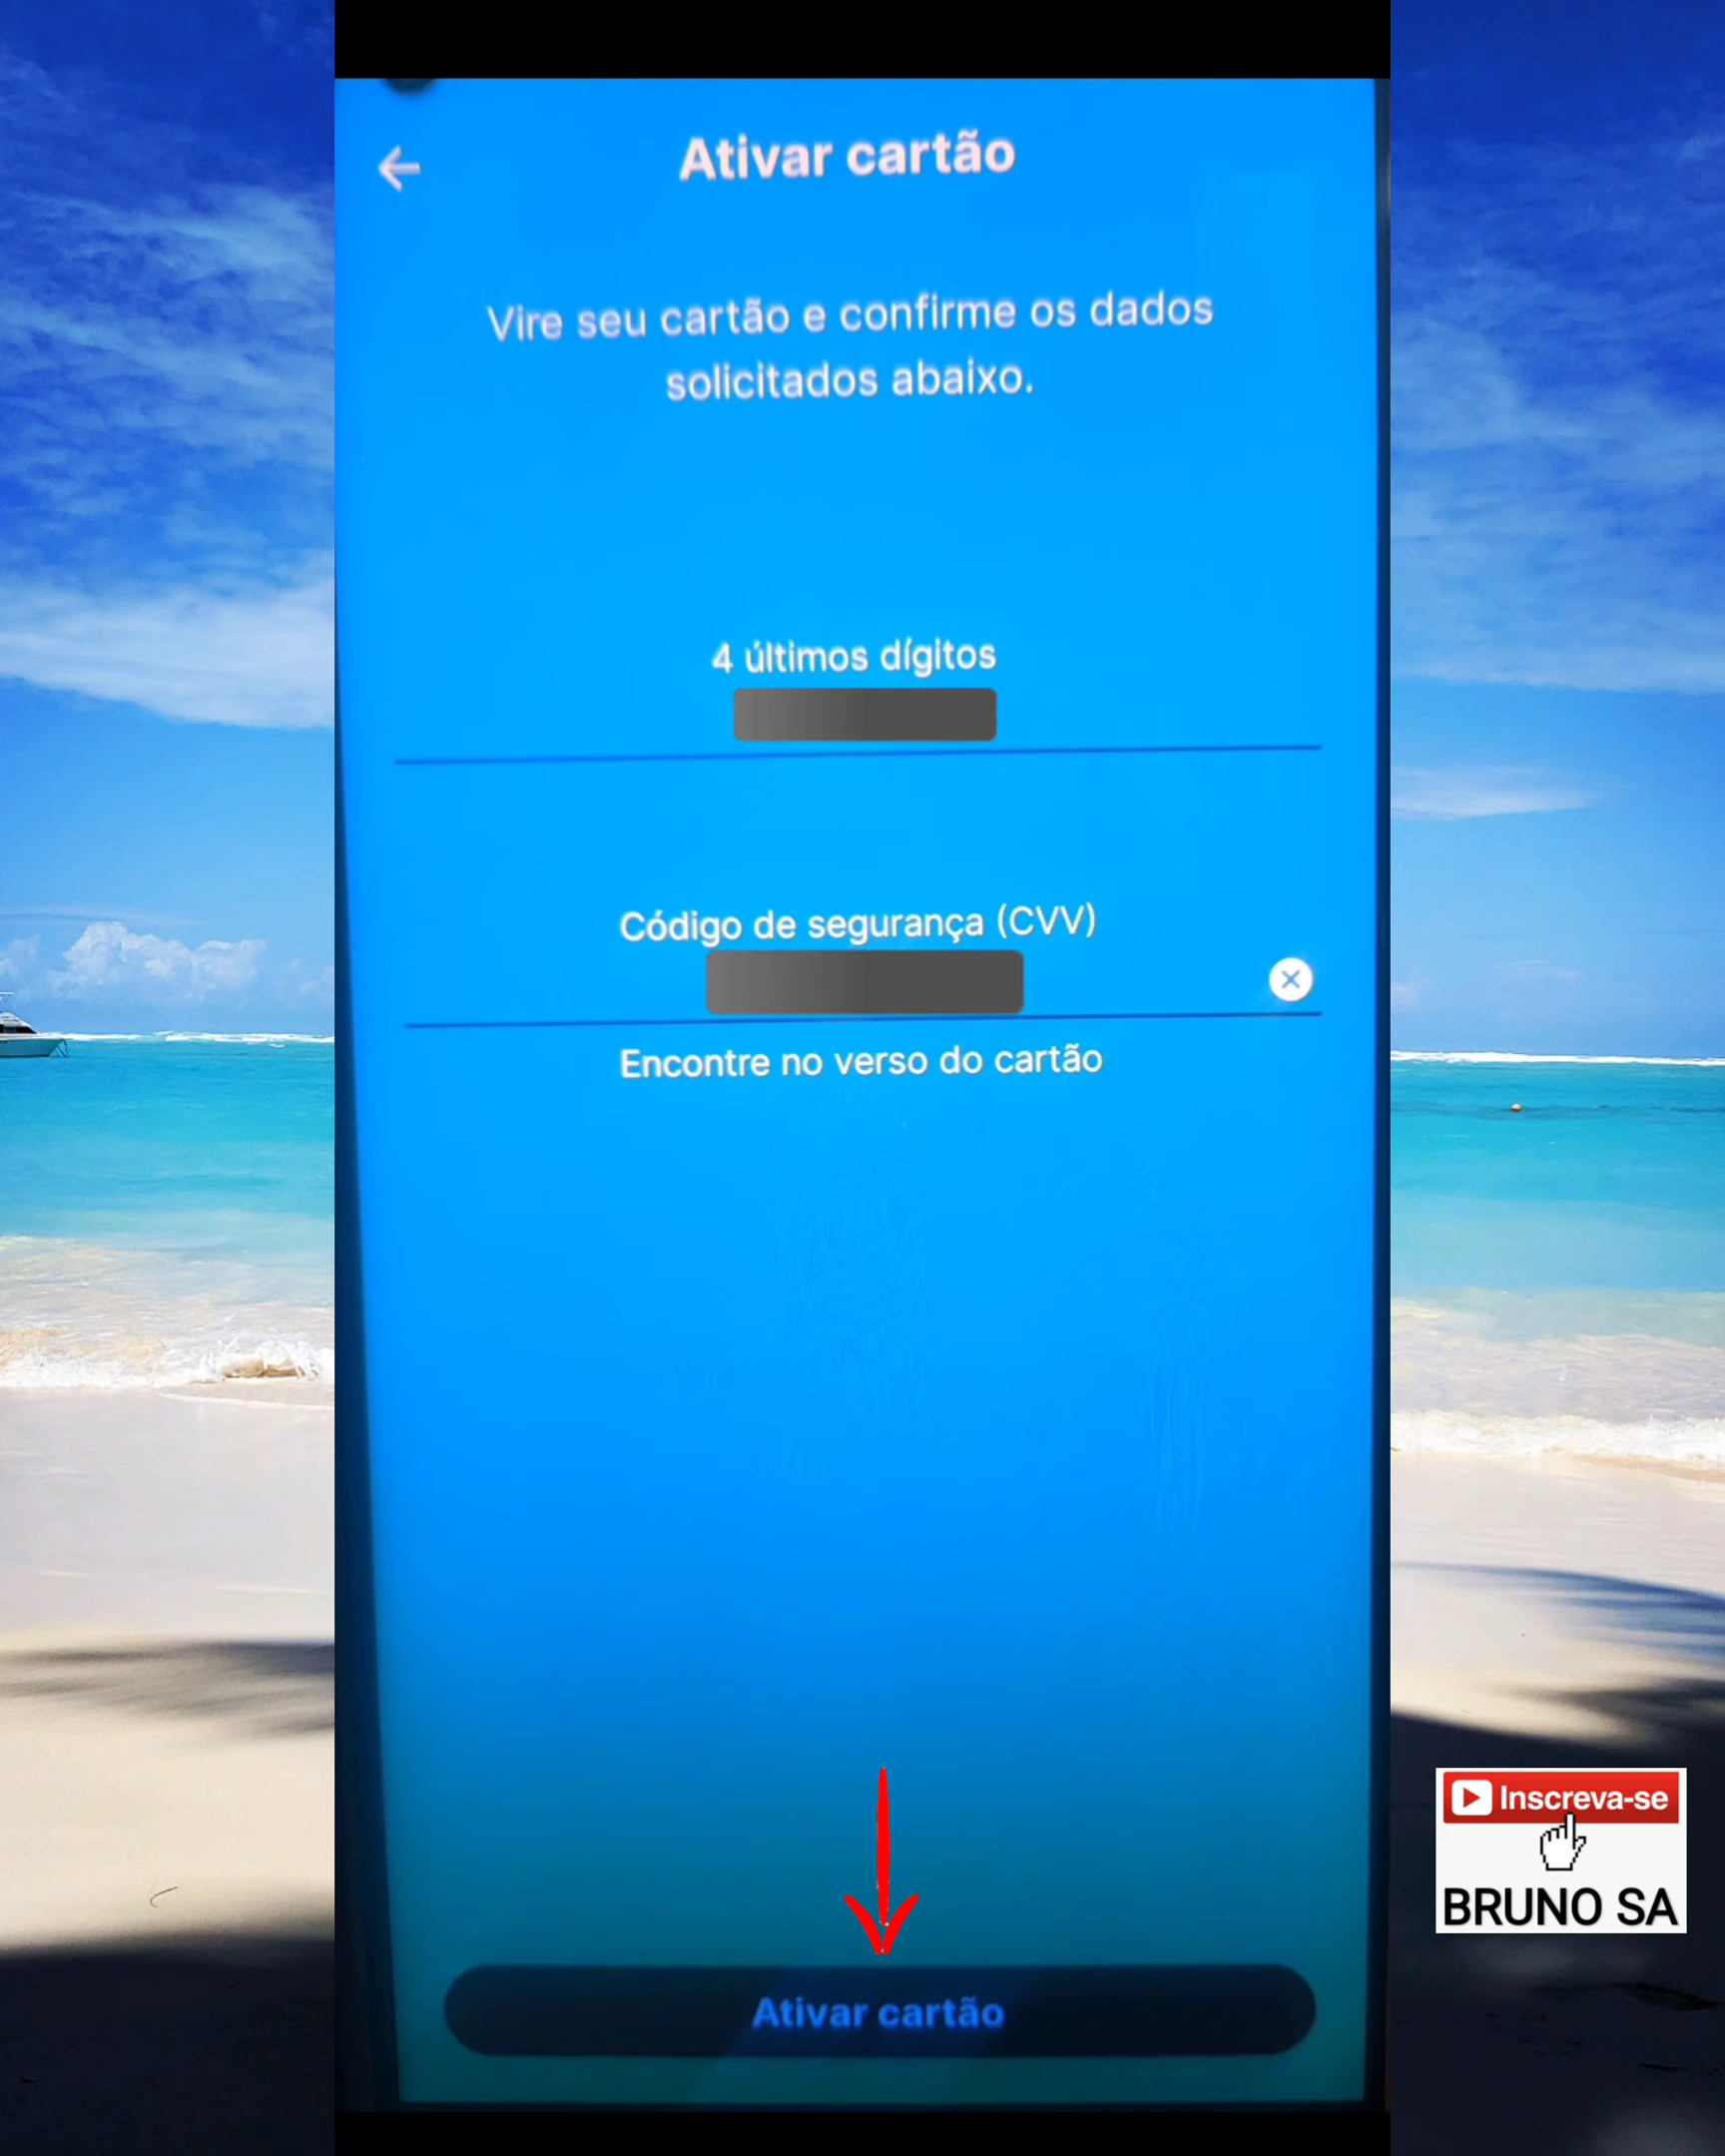 Ativar cartão
Vire seu cartão e confirme os dados
solicitados abaixo.
4 últimos dígitos
Código de segurança (CVV)
Encontre no verso do cartão
Ativar cartão
Inscreva-se
BRUNO SA